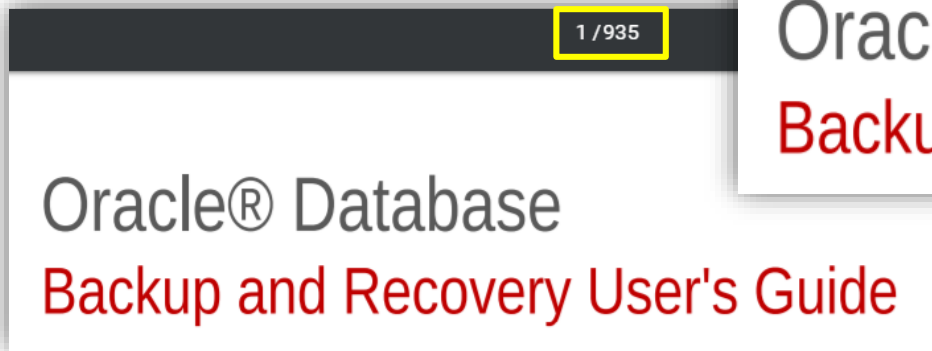 1 / 935
Orac
Backu
Oracle® Database
Backup and Recovery User's Guide